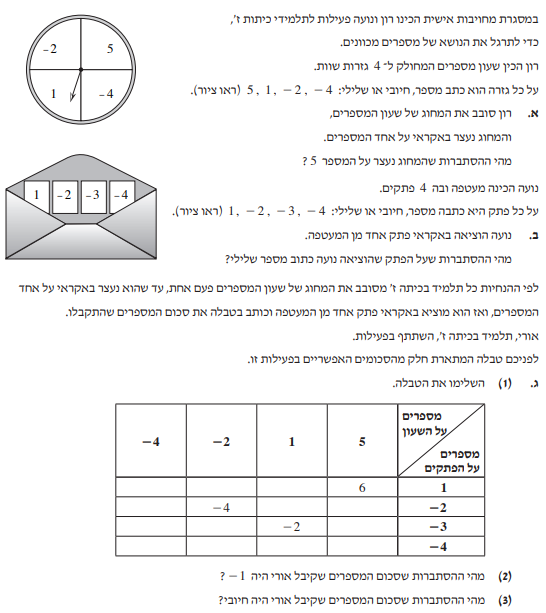 במסגרת מחויבות אישית הכינו רון ונועה פעילות לתלמידי כיתות ז',
כדי לתרגל את הנושא של מספרים מכוונים.
רון הכין שעון מספרים המחולק ל־ 4 גזרות שוות.
על כל גזרה הוא כתב מספר, חיובי או שלילי: 4 − , 2 − , 1 , 5 (ראו ציור).
א. רון סובב את המחוג של שעון המספרים,
והמחוג נעצר באקראי על אחד המספרים.
מהי ההסתברות שהמחוג נעצר על המספר 5 ?
−2 5
1 −4
נועה הכינה מעטפה ובה 4 פתקים.
על כל פתק היא כתבה מספר, חיובי או שלילי: 4 − , 3 − , 2 − , 1 (ראו ציור).
ב. נועה הוציאה באקראי פתק אחד מן המעטפה.
מהי ההסתברות שעל הפתק שהוציאה נועה כתוב מספר שלילי?
1 −2 −3 −4
לפי ההנחיות כל תלמיד בכיתה ז' מסובב את המחוג של שעון המספרים פעם אחת, עד שהוא נעצר באקראי על אחד
המספרים, ואז הוא מוציא באקראי פתק אחד מן המעטפה וכותב בטבלה את סכום המספרים שהתקבלו.
אורי, תלמיד בכיתה ז', השתתף בפעילות.
לפניכם טבלה המתארת חלק מהסכומים האפשריים בפעילות זו.
ג. (1) השלימו את הטבלה.
מספרים
על השעון
מספרים
על הפתקים
5 1 −2 −4
1 6
−2 −4
−3 −2
−4
(2) מהי ההסתברות שסכום המספרים שקיבל אורי היה 1 − ?
(3) מהי ההסתברות שסכום המספרים שקיבל אורי היה חיובי?